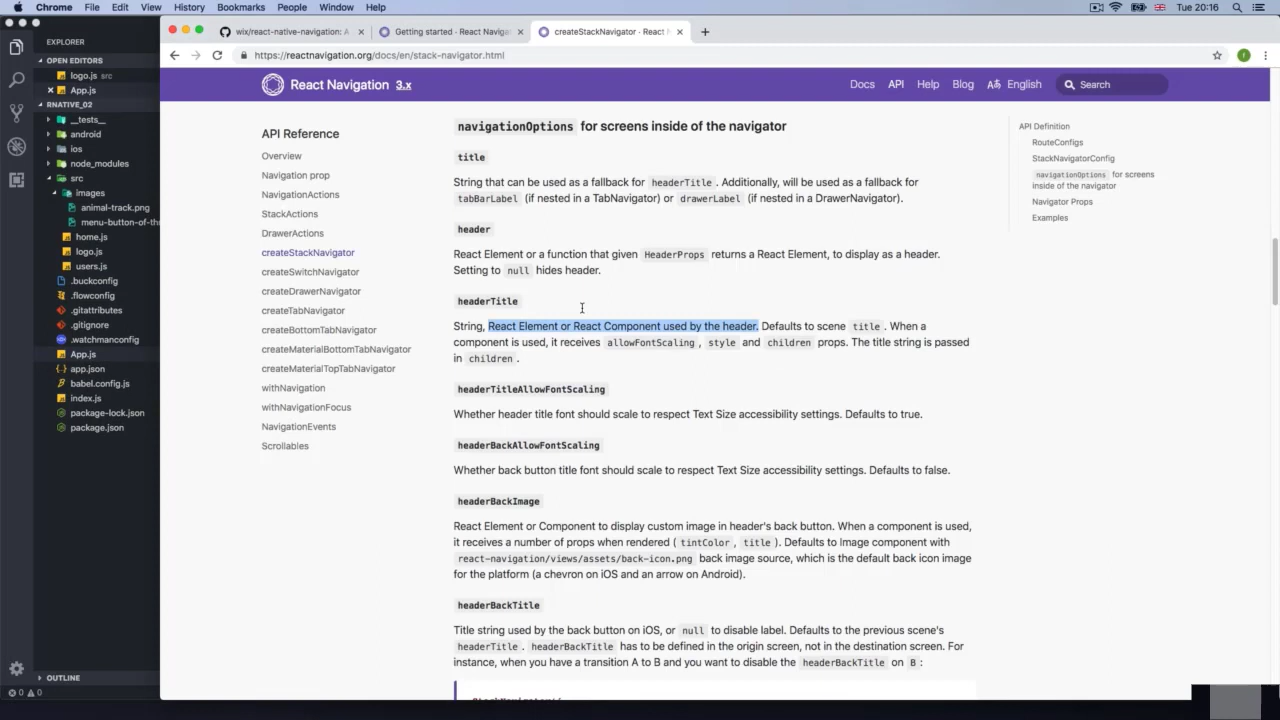 Chrome File Edit View History Bookmarks People Window Help Tue 20:16
wix/react-native-navigation: A
Getting started · React Naviga
createStackNavigator · React N
https://reactnavigation.org/docs/en/stack-navigator.html
EXPLORER
OPEN EDITORS
logo.js src
App.js
RNATIVE_02
__tests__
android
ios
node_modules
src
images
animal-track.png
menu-button-of-th
home.js
logo.js
users.js
.buckconfig
.flowconfig
.gitattributes
.gitignore
.watchmanconfig
App.js
app.json
babel.config.js
index.js
package-lock.json
package.json
OUTLINE
0 0
React Navigation 3.x
Docs API Help Blog English Search
API Reference
Overview
Navigation prop
NavigationActions
StackActions
DrawerActions
createStackNavigator
createSwitchNavigator
createDrawerNavigator
createTabNavigator
createBottomTabNavigator
createMaterialBottomTabNavigator
createMaterialTopTabNavigator
withNavigation
withNavigationFocus
NavigationEvents
Scrollables
navigationOptions for screens inside of the navigator
title
String that can be used as a fallback for headerTitle. Additionally, will be used as a fallback for
tabBarLabel (if nested in a TabNavigator) or drawerLabel (if nested in a DrawerNavigator).
header
React Element or a function that given HeaderProps returns a React Element, to display as a header.
Setting to null hides header.
headerTitle
String, React Element or React Component used by the header. Defaults to scene title. When a
component is used, it receives allowFontScaling, style and children props. The title string is passed
in children.
headerTitleAllowFontScaling
Whether header title font should scale to respect Text Size accessibility settings. Defaults to true.
headerBackAllowFontScaling
Whether back button title font should scale to respect Text Size accessibility settings. Defaults to false.
headerBackImage
React Element or Component to display custom image in header's back button. When a component is used,
it receives a number of props when rendered (tintColor, title). Defaults to Image component with
react-navigation/views/assets/back-icon.png back image source, which is the default back icon image
for the platform (a chevron on iOS and an arrow on Android).
headerBackTitle
Title string used by the back button on iOS, or null to disable label. Defaults to the previous scene's
headerTitle. headerBackTitle has to be defined in the origin screen, not in the destination screen. For
instance, when you have a transition A to B and you want to disable the headerBackTitle on B:
API Definition
RouteConfigs
StackNavigatorConfig
navigationOptions for screens
inside of the navigator
Navigator Props
Examples